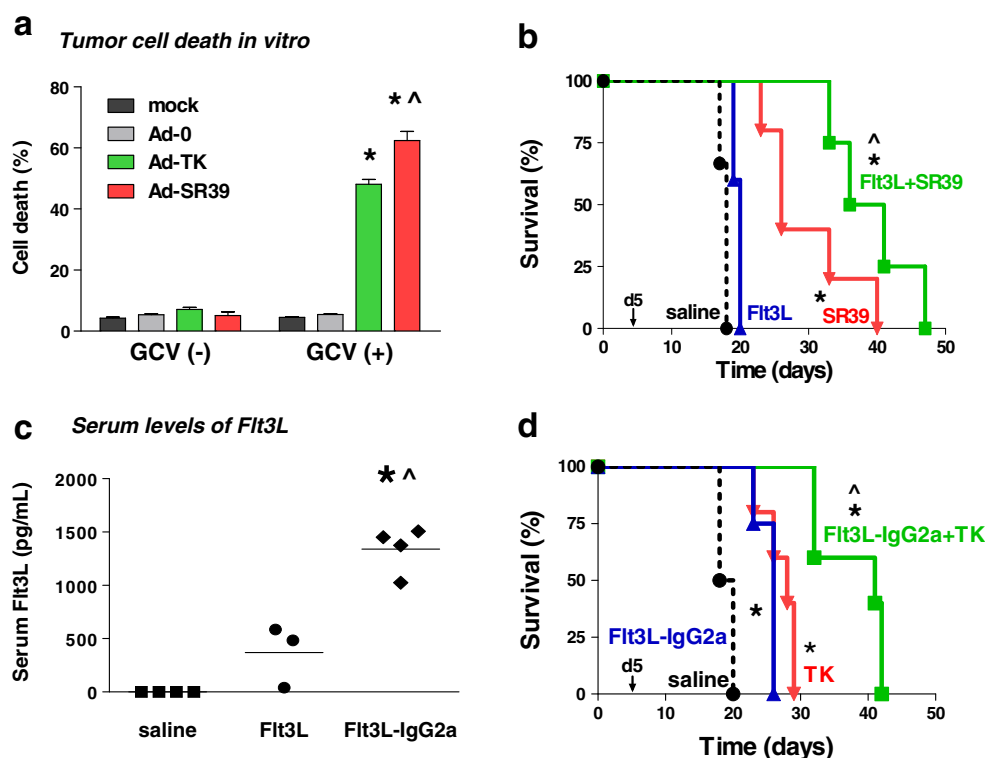 a
Tumor cell death in vitro
80
60
40
20
0
Cell death (%)
mock
Ad-0
Ad-TK
Ad-SR39
*
* ^
GCV (-)
GCV (+)
b
100
75
50
25
0
Survival (%)
^
*
Flt3L+SR39
d5
saline
Flt3L
*
SR39
0 10 20 30 40 50
Time (days)
c
Serum levels of Flt3L
2000
1500
1000
500
0
Serum Flt3L (pg/mL)
* ^
saline
Flt3L
Flt3L-IgG2a
d
100
75
50
25
0
Survival (%)
^
*
Flt3L-IgG2a+TK
*
Flt3L-IgG2a
*
TK
d5
saline
0 10 20 30 40 50
Time (days)